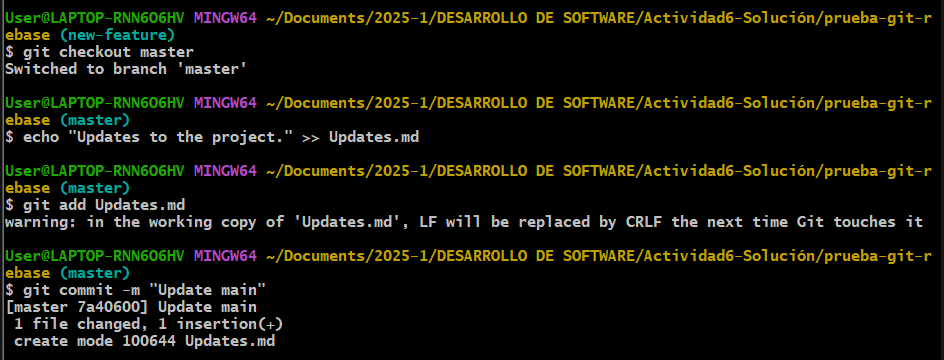 User@LAPTOP-RNN6O6HV MINGW64 ~/Documents/2025-1/DESARROLLO DE SOFTWARE/Actividad6-Solución/prueba-git-r
ebase (new-feature)
$ git checkout master
Switched to branch 'master'
User@LAPTOP-RNN6O6HV MINGW64 ~/Documents/2025-1/DESARROLLO DE SOFTWARE/Actividad6-Solución/prueba-git-r
ebase (master)
$ echo "Updates to the project." >> Updates.md
User@LAPTOP-RNN6O6HV MINGW64 ~/Documents/2025-1/DESARROLLO DE SOFTWARE/Actividad6-Solución/prueba-git-r
ebase (master)
$ git add Updates.md
warning: in the working copy of 'Updates.md', LF will be replaced by CRLF the next time Git touches it
User@LAPTOP-RNN6O6HV MINGW64 ~/Documents/2025-1/DESARROLLO DE SOFTWARE/Actividad6-Solución/prueba-git-r
ebase (master)
$ git commit -m "Update main"
[master 7a40600] Update main
 1 file changed, 1 insertion(+)
 create mode 100644 Updates.md